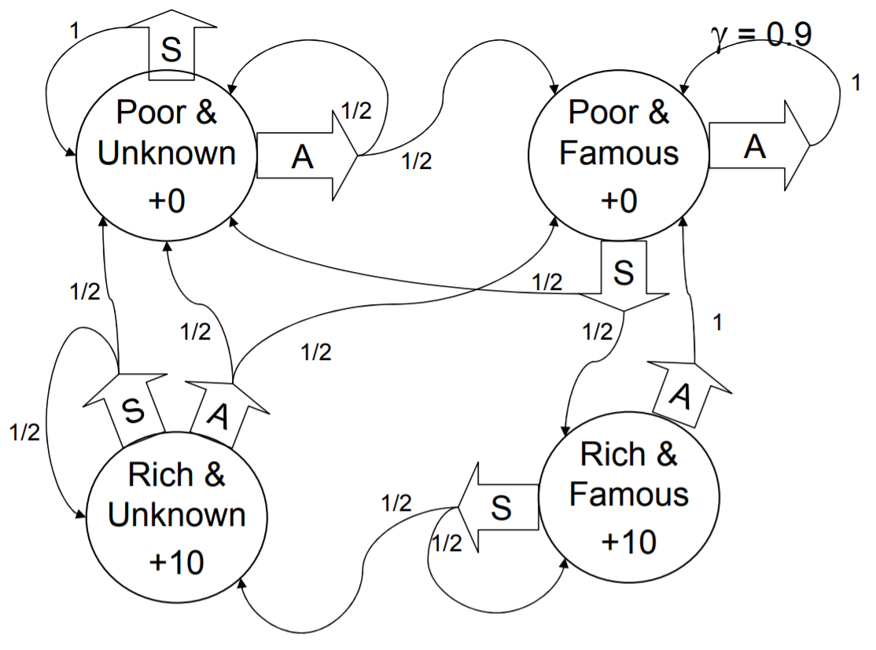 1
S
γ = 0.9
Poor &
Unknown
+0
A
1/2
1/2
Poor &
Famous
+0
A
1
S
1/2
1/2
1/2
1/2
1/2
1
S
A
A
1/2
Rich &
Unknown
+10
1/2
1/2
S
Rich &
Famous
+10